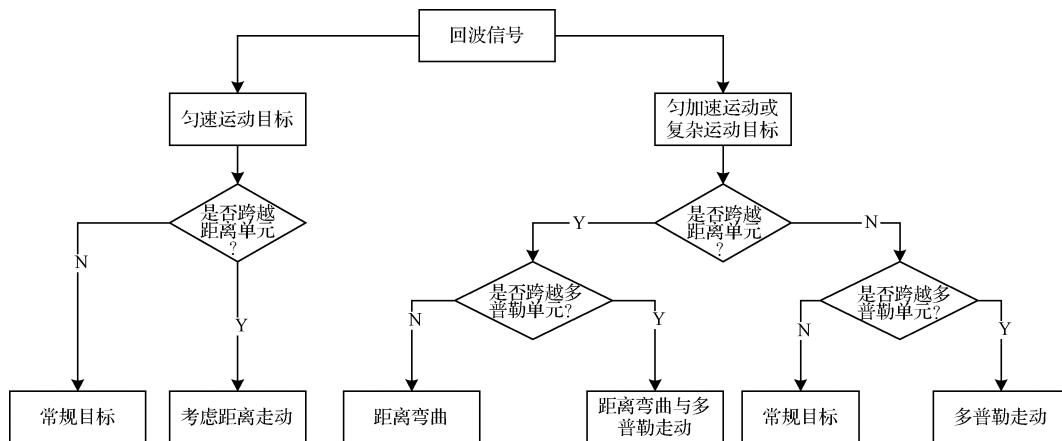 回波信号
匀速运动目标
匀加速运动或
复杂运动目标
是否跨越
距离单元
?
是否跨越
距离单元
?
Y
N
N
是否跨越多
普勒单元?
是否跨越多
普勒单元?
Y
N
Y
N
Y
常规目标
考虑距离走动
距离弯曲
距离弯曲与多
普勒走动
常规目标
多普勒走动